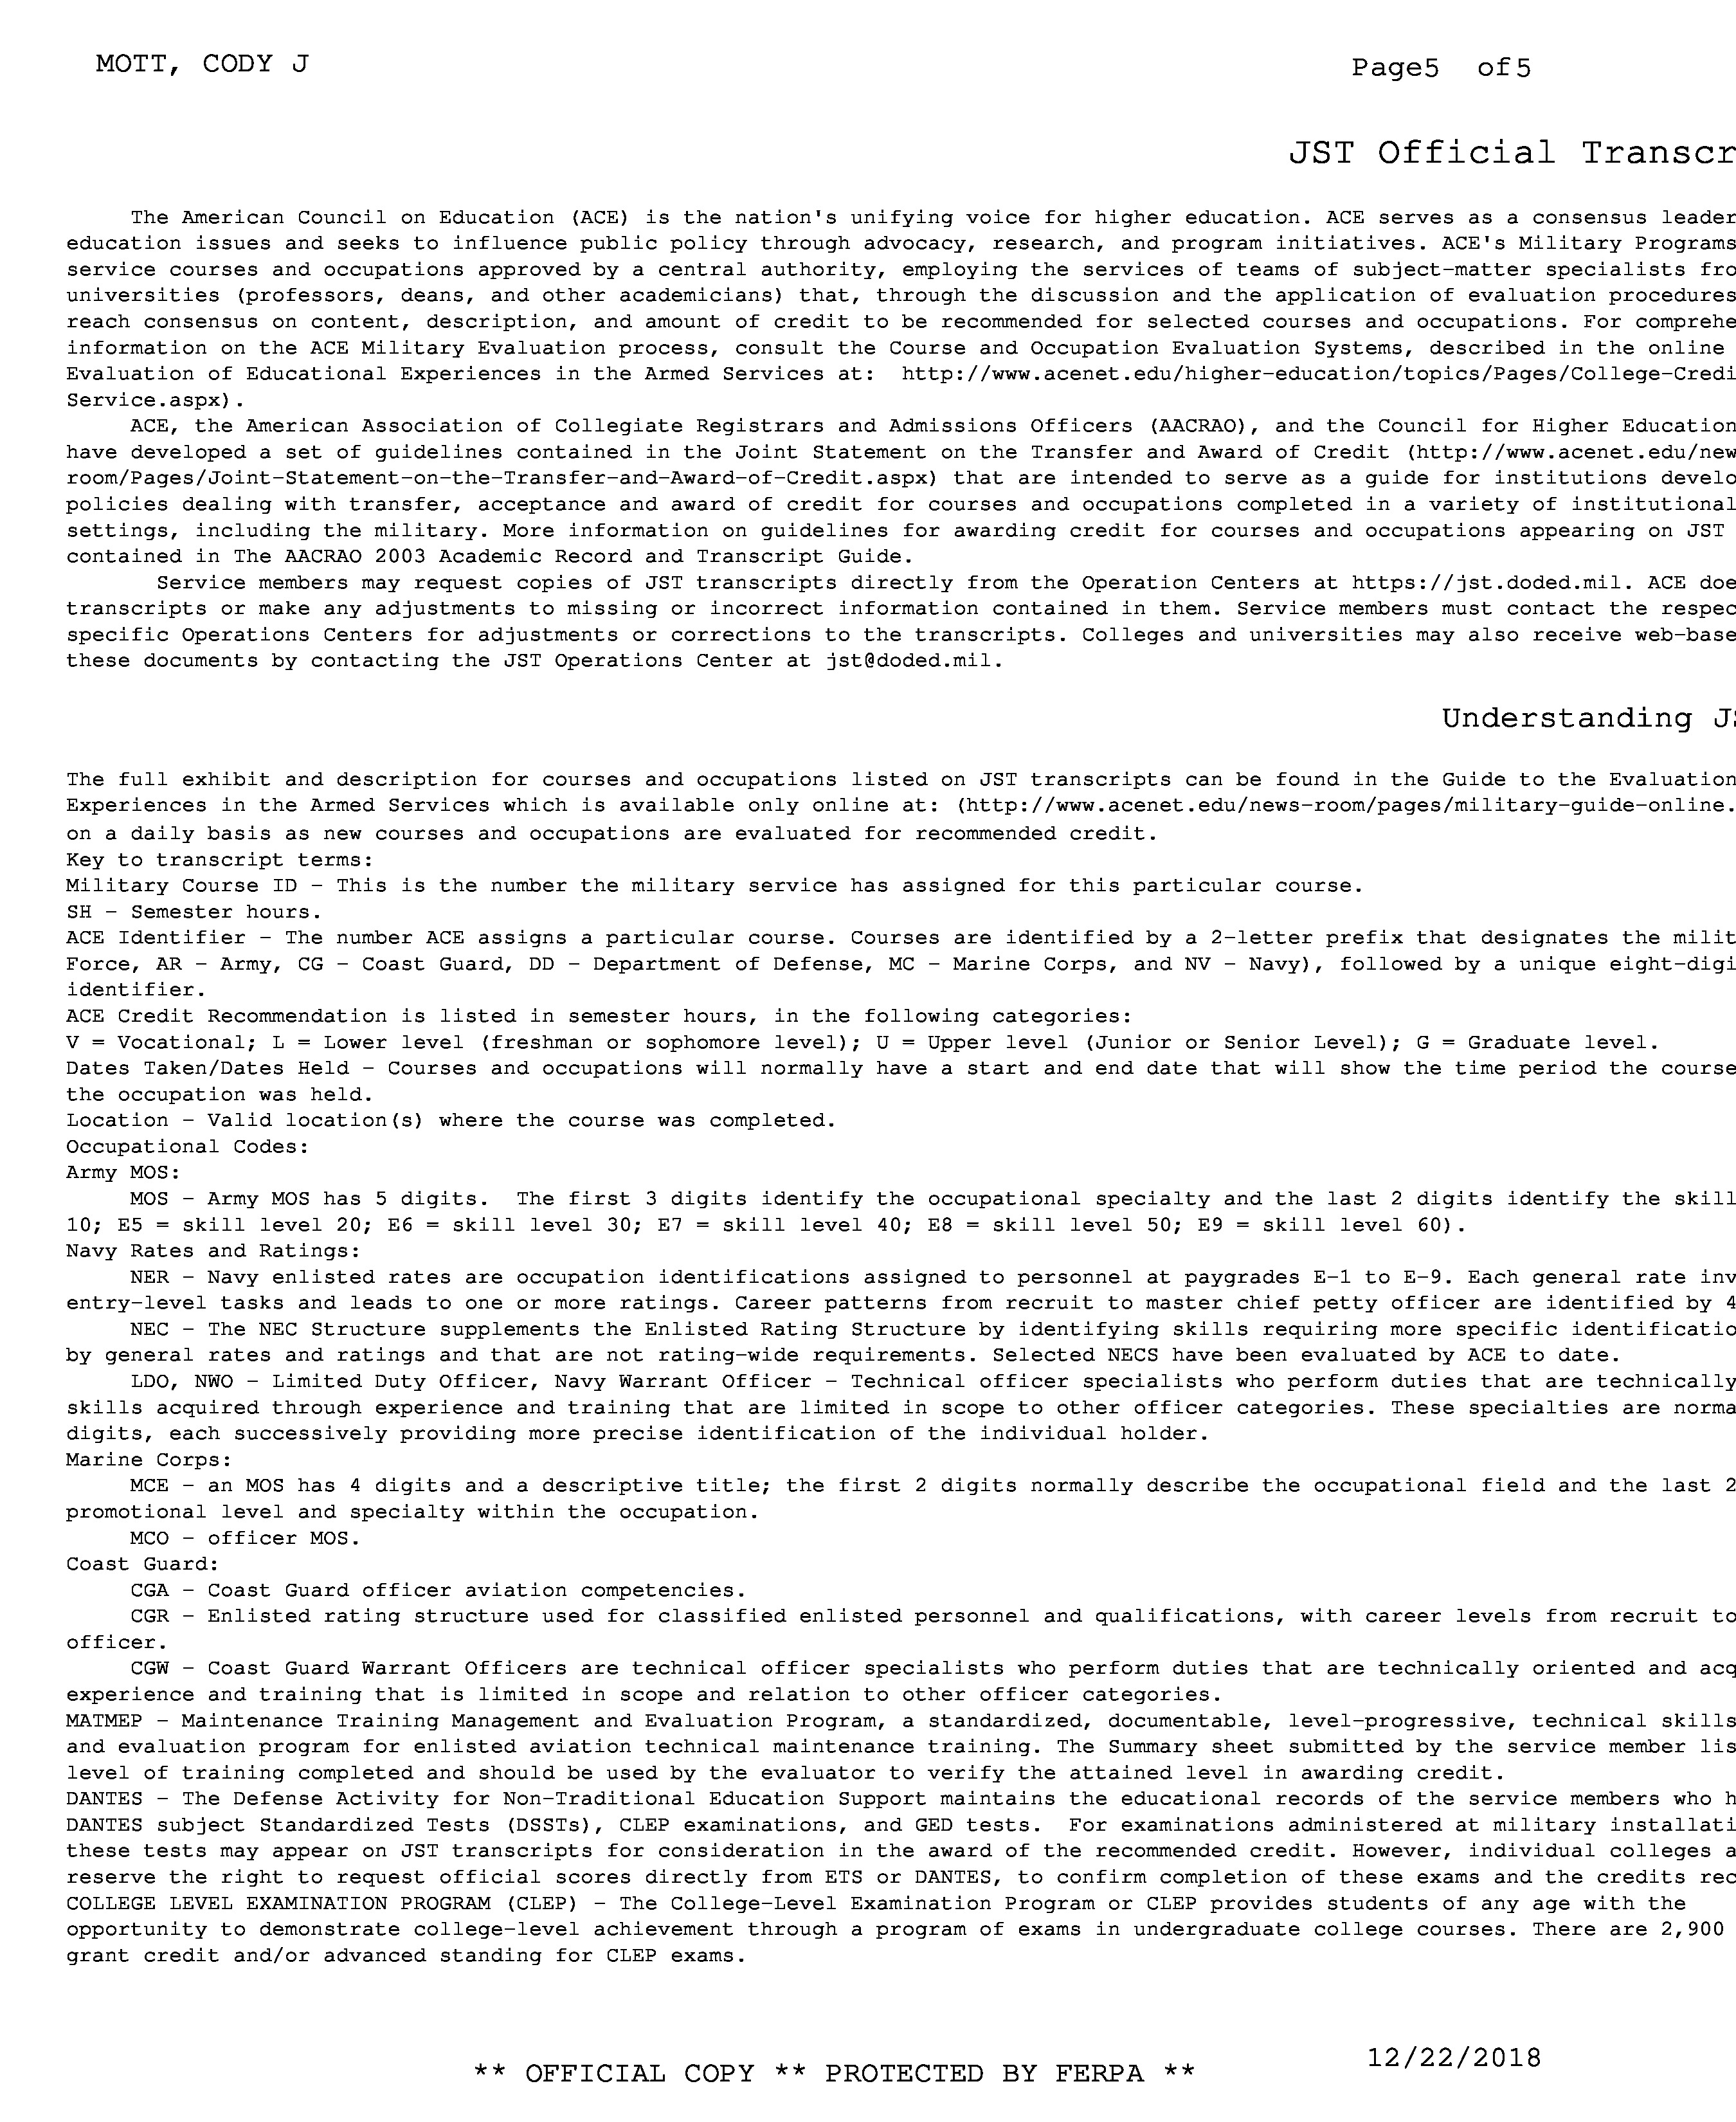 MOTT, CODY J
Page5 of5
JST Official Transcr
The American Council on Education (ACE) is the nation's unifying voice for higher education. ACE serves as a consensus leader
education issues and seeks to influence public policy through advocacy, research, and program initiatives. ACE's Military Programs
service courses and occupations approved by a central authority, employing the services of teams of subject-matter specialists fro
universities (professors, deans, and other academicians) that, through the discussion and the application of evaluation procedures
reach consensus on content, description, and amount of credit to be recommended for selected courses and occupations. For comprehe
information on the ACE Military Evaluation process, consult the Course and Occupation Evaluation Systems, described in the online
Evaluation of Educational Experiences in the Armed Services at: http://www.acenet.edu/higher-education/topics/Pages/College-Credi
Service.aspx).
ACE, the American Association of Collegiate Registrars and Admissions Officers (AACRAO), and the Council for Higher Education
have developed a set of guidelines contained in the Joint Statement on the Transfer and Award of Credit (http://www.acenet.edu/new
room/Pages/Joint-Statement-on-the-Transfer-and-Award-of-Credit.aspx) that are intended to serve as a guide for institutions develo
policies dealing with transfer, acceptance and award of credit for courses and occupations completed in a variety of institutional
settings, including the military. More information on guidelines for awarding credit for courses and occupations appearing on JST
contained in The AACRAO 2003 Academic Record and Transcript Guide.
Service members may request copies of JST transcripts directly from the Operation Centers at https://jst.doded.mil. ACE doe
transcripts or make any adjustments to missing or incorrect information contained in them. Service members must contact the respec
specific Operations Centers for adjustments or corrections to the transcripts. Colleges and universities may also receive web-base
these documents by contacting the JST Operations Center at jst@doded.mil.
Understanding JS
The full exhibit and description for courses and occupations listed on JST transcripts can be found in the Guide to the Evaluation
Experiences in the Armed Services which is available only online at: (http://www.acenet.edu/news-room/pages/military-guide-online.
on a daily basis as new courses and occupations are evaluated for recommended credit.
Key to transcript terms:
Military Course ID - This is the number the military service has assigned for this particular course.
SH - Semester hours.
ACE Identifier - The number ACE assigns a particular course. Courses are identified by a 2-letter prefix that designates the milit
Force, AR - Army, CG - Coast Guard, DD - Department of Defense, MC - Marine Corps, and NV - Navy), followed by a unique eight-digi
identifier.
ACE Credit Recommendation is listed in semester hours, in the following categories:
V = Vocational; L = Lower level (freshman or sophomore level); U = Upper level (Junior or Senior Level); G = Graduate level.
Dates Taken/Dates Held - Courses and occupations will normally have a start and end date that will show the time period the course
the occupation was held.
Location - Valid location(s) where the course was completed.
Occupational Codes:
Army MOS:
MOS - Army MOS has 5 digits. The first 3 digits identify the occupational specialty and the last 2 digits identify the skill
10; E5 = skill level 20; E6 = skill level 30; E7 = skill level 40; E8 = skill level 50; E9 = skill level 60).
Navy Rates and Ratings:
NER - Navy enlisted rates are occupation identifications assigned to personnel at paygrades E-1 to E-9. Each general rate inv
entry-level tasks and leads to one or more ratings. Career patterns from recruit to master chief petty officer are identified by 4
NEC - The NEC Structure supplements the Enlisted Rating Structure by identifying skills requiring more specific identificatio
by general rates and ratings and that are not rating-wide requirements. Selected NECS have been evaluated by ACE to date.
LDO, NWO - Limited Duty Officer, Navy Warrant Officer - Technical officer specialists who perform duties that are technically
skills acquired through experience and training that are limited in scope to other officer categories. These specialties are norma
digits, each successively providing more precise identification of the individual holder.
Marine Corps:
MCE - an MOS has 4 digits and a descriptive title; the first 2 digits normally describe the occupational field and the last 2
promotional level and specialty within the occupation.
MCO - officer MOS.
Coast Guard:
CGA - Coast Guard officer aviation competencies.
CGR - Enlisted rating structure used for classified enlisted personnel and qualifications, with career levels from recruit to
officer.
CGW - Coast Guard Warrant Officers are technical officer specialists who perform duties that are technically oriented and acq
experience and training that is limited in scope and relation to other officer categories.
MATMEP - Maintenance Training Management and Evaluation Program, a standardized, documentable, level-progressive, technical skills
and evaluation program for enlisted aviation technical maintenance training. The Summary sheet submitted by the service member lis
level of training completed and should be used by the evaluator to verify the attained level in awarding credit.
DANTES - The Defense Activity for Non-Traditional Education Support maintains the educational records of the service members who h
DANTES subject Standardized Tests (DSSTs), CLEP examinations, and GED tests. For examinations administered at military installati
these tests may appear on JST transcripts for consideration in the award of the recommended credit. However, individual colleges a
reserve the right to request official scores directly from ETS or DANTES, to confirm completion of these exams and the credits rec
COLLEGE LEVEL EXAMINATION PROGRAM (CLEP) - The College-Level Examination Program or CLEP provides students of any age with the
opportunity to demonstrate college-level achievement through a program of exams in undergraduate college courses. There are 2,900
grant credit and/or advanced standing for CLEP exams.
12/22/2018
** OFFICIAL COPY ** PROTECTED BY FERPA **